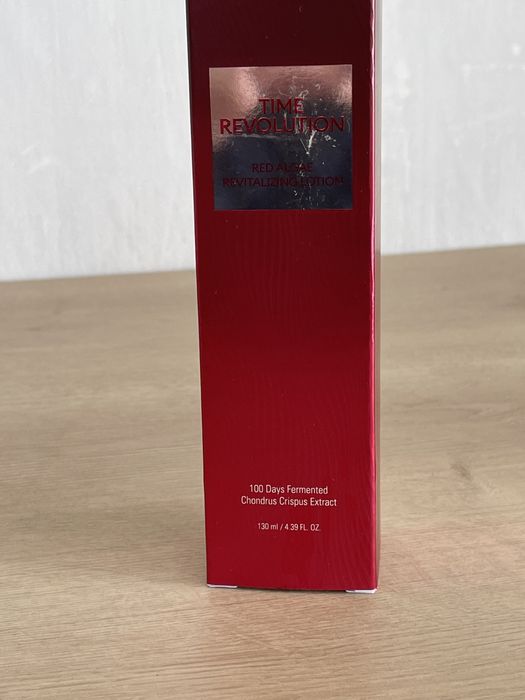 TIME
REVOLUTION
RED ALGAE
REVITALIZING LOTION
100 Days Fermented
Chondrus Crispus Extract
130 ml / 4.39 FL. OZ.